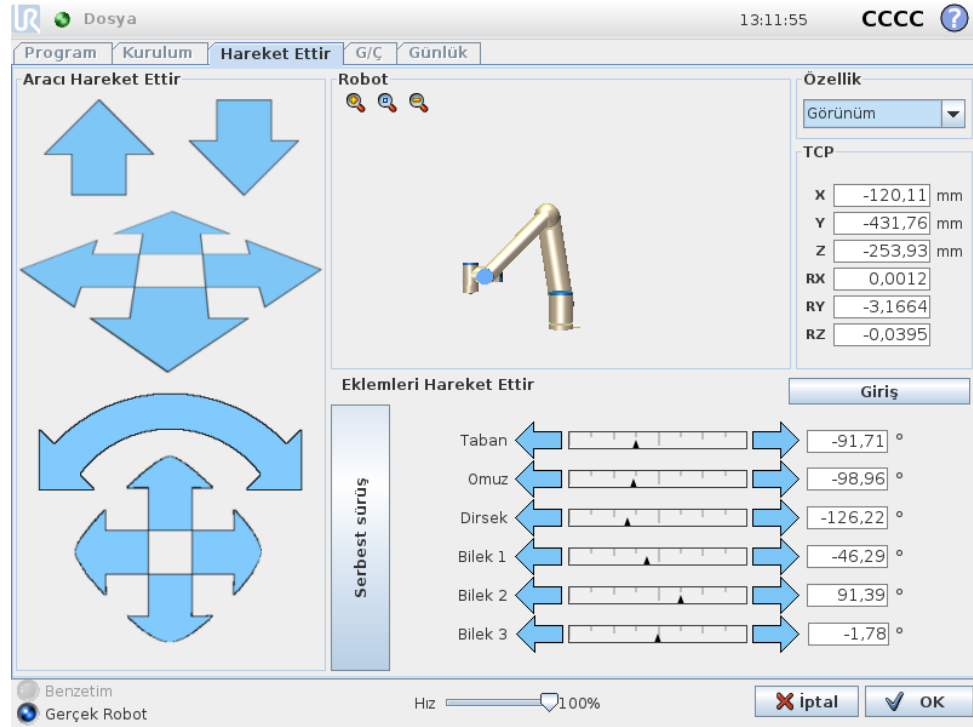 UR Dosya 13:11:55 CCCC ?
Program Kurulum Hareket Ettir G/Ç Günlük
Aracı Hareket Ettir
Robot
Özellik
Görünüm
TCP
X -120,11 mm
Y -431,76 mm
Z -253,93 mm
RX 0,0012
RY -3,1664
RZ -0,0395
Eklemleri Hareket Ettir
Giriş
Serbest sürüş
Taban -91,71 °
Omuz -98,96 °
Dirsek -126,22 °
Bilek 1 -46,29 °
Bilek 2 91,39 °
Bilek 3 -1,78 °
Benzetim
Gerçek Robot
Hız 100%
İptal
OK